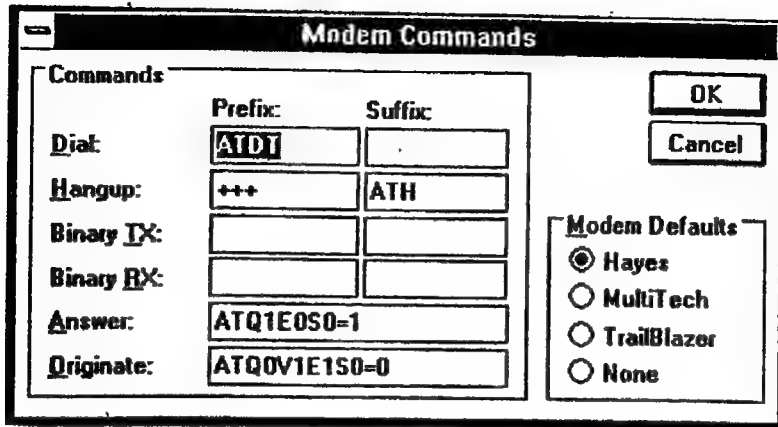 Modem Commands
Commands
Prefix: Suffix:
Dial: ATDT
Hangup: +++ ATH
Binary TX:
Binary RX:
Answer: ATQ1E0S0=1
Originate: ATQ0V1E1S0=0
OK
Cancel
Modem Defaults
Hayes
MultiTech
TrailBlazer
None